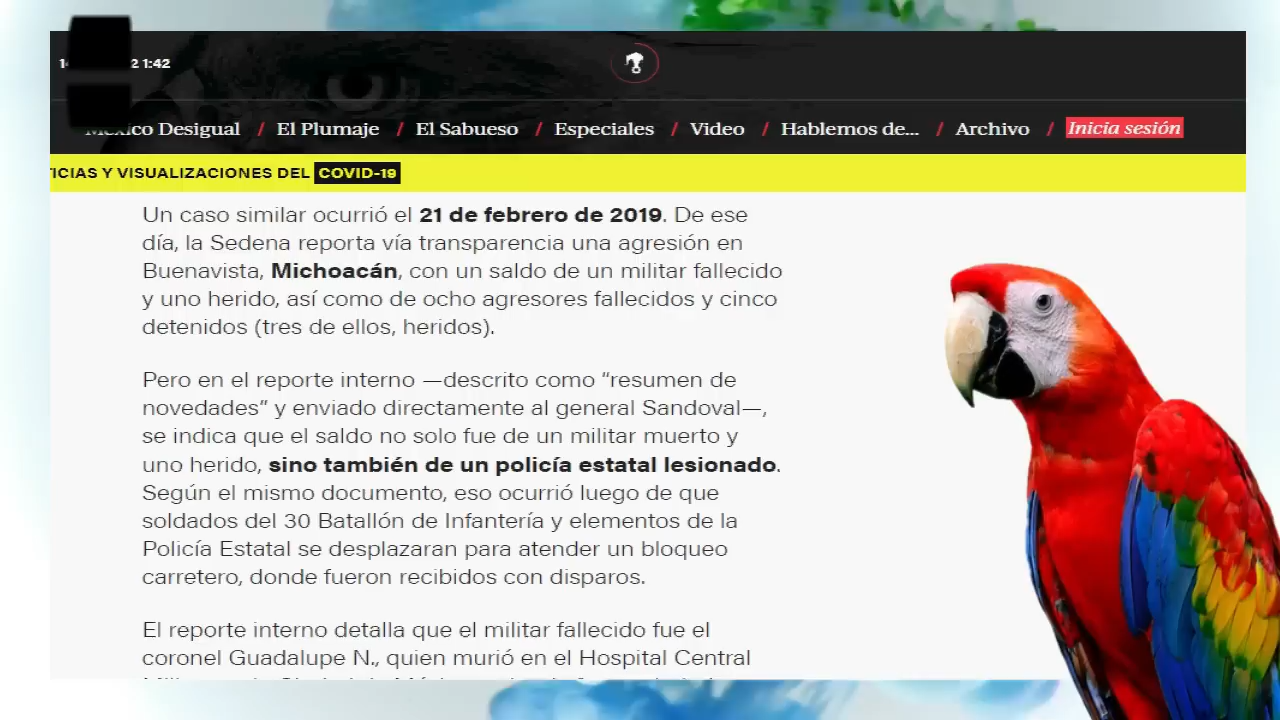 2 1:42
México Desigual / El Plumaje / El Sabueso / Especiales / Video / Hablemos de... / Archivo / Inicia sesión
ICIAS Y VISUALIZACIONES DEL COVID-19
Un caso similar ocurrió el 21 de febrero de 2019. De ese
día, la Sedena reporta vía transparencia una agresión en
Buenavista, Michoacán, con un saldo de un militar fallecido
y uno herido, así como de ocho agresores fallecidos y cinco
detenidos (tres de ellos, heridos).
Pero en el reporte interno —descrito como “resumen de
novedades” y enviado directamente al general Sandoval—,
se indica que el saldo no solo fue de un militar muerto y
uno herido, sino también de un policía estatal lesionado.
Según el mismo documento, eso ocurrió luego de que
soldados del 30 Batallón de Infantería y elementos de la
Policía Estatal se desplazaran para atender un bloqueo
carretero, donde fueron recibidos con disparos.
El reporte interno detalla que el militar fallecido fue el
coronel Guadalupe N., quien murió en el Hospital Central